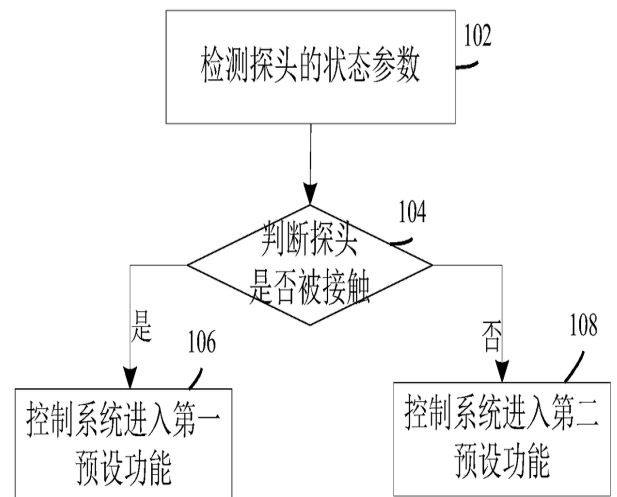 检测探头的状态参数
102
判断探头
是否被接触
104
是
否
106
108
控制系统进入第一
预设功能
控制系统进入第二
预设功能